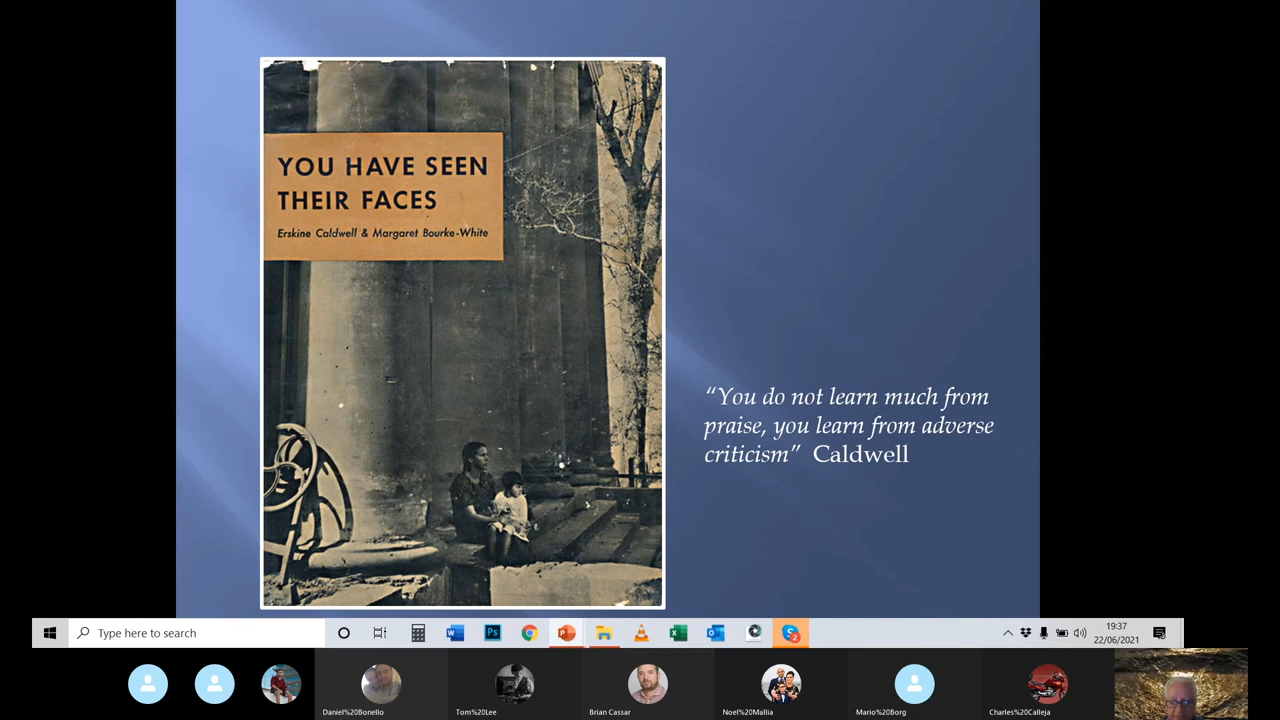 YOU HAVE SEEN
THEIR FACES
Erskine Caldwell & Margaret Bourke-White
“You do not learn much from
praise, you learn from adverse
criticism” Caldwell
Type here to search
19:37
22/06/2021
2
Daniel%20Bonello
Tom%20Lee
Brian Cassar
Noel%20Mallia
Mario%20Borg
Charles%20Calleja